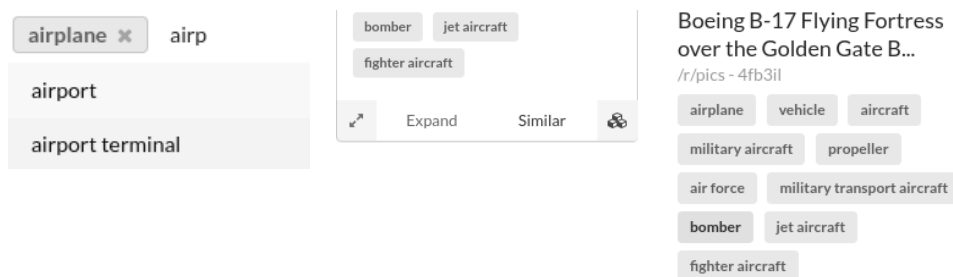 airplane × airp
airport
airport terminal
bomber jet aircraft
fighter aircraft
Expand Similar
Boeing B-17 Flying Fortress
over the Golden Gate B...
/r/pics - 4fb3il
airplane vehicle aircraft
military aircraft propeller
air force military transport aircraft
bomber jet aircraft
fighter aircraft